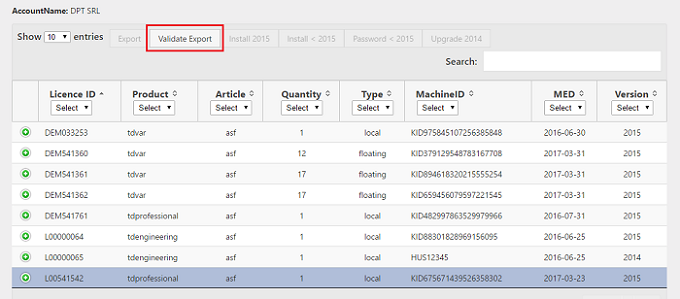 AccountName: DPT SRL
Show 10 entries Export Validate Export Install 2015 Install < 2015 Password < 2015 Upgrade 2014
Search:
Licence ID Product Article Quantity Type MachineID MED Version
Select Select Select Select Select Select Select Select
DEM033253 tdvar asf 1 local KID975845107256385848 2016-06-30 2015
DEM541360 tdvar asf 12 floating KID379129548783167708 2017-03-31 2015
DEM541361 tdvar asf 17 floating KID894618320215555254 2017-03-31 2015
DEM541362 tdvar asf 17 floating KID659456079597221545 2017-03-31 2015
DEM541761 tdprofessional asf 1 local KID482997863529979966 2016-07-31 2015
L00000064 tdengineering asf 1 local KID88301828969156095 2016-06-25 2015
L00000065 tdengineering asf 1 local HUS12345 2016-06-25 2014
L00541542 tdprofessional asf 1 local KID675671439526358302 2017-03-23 2015